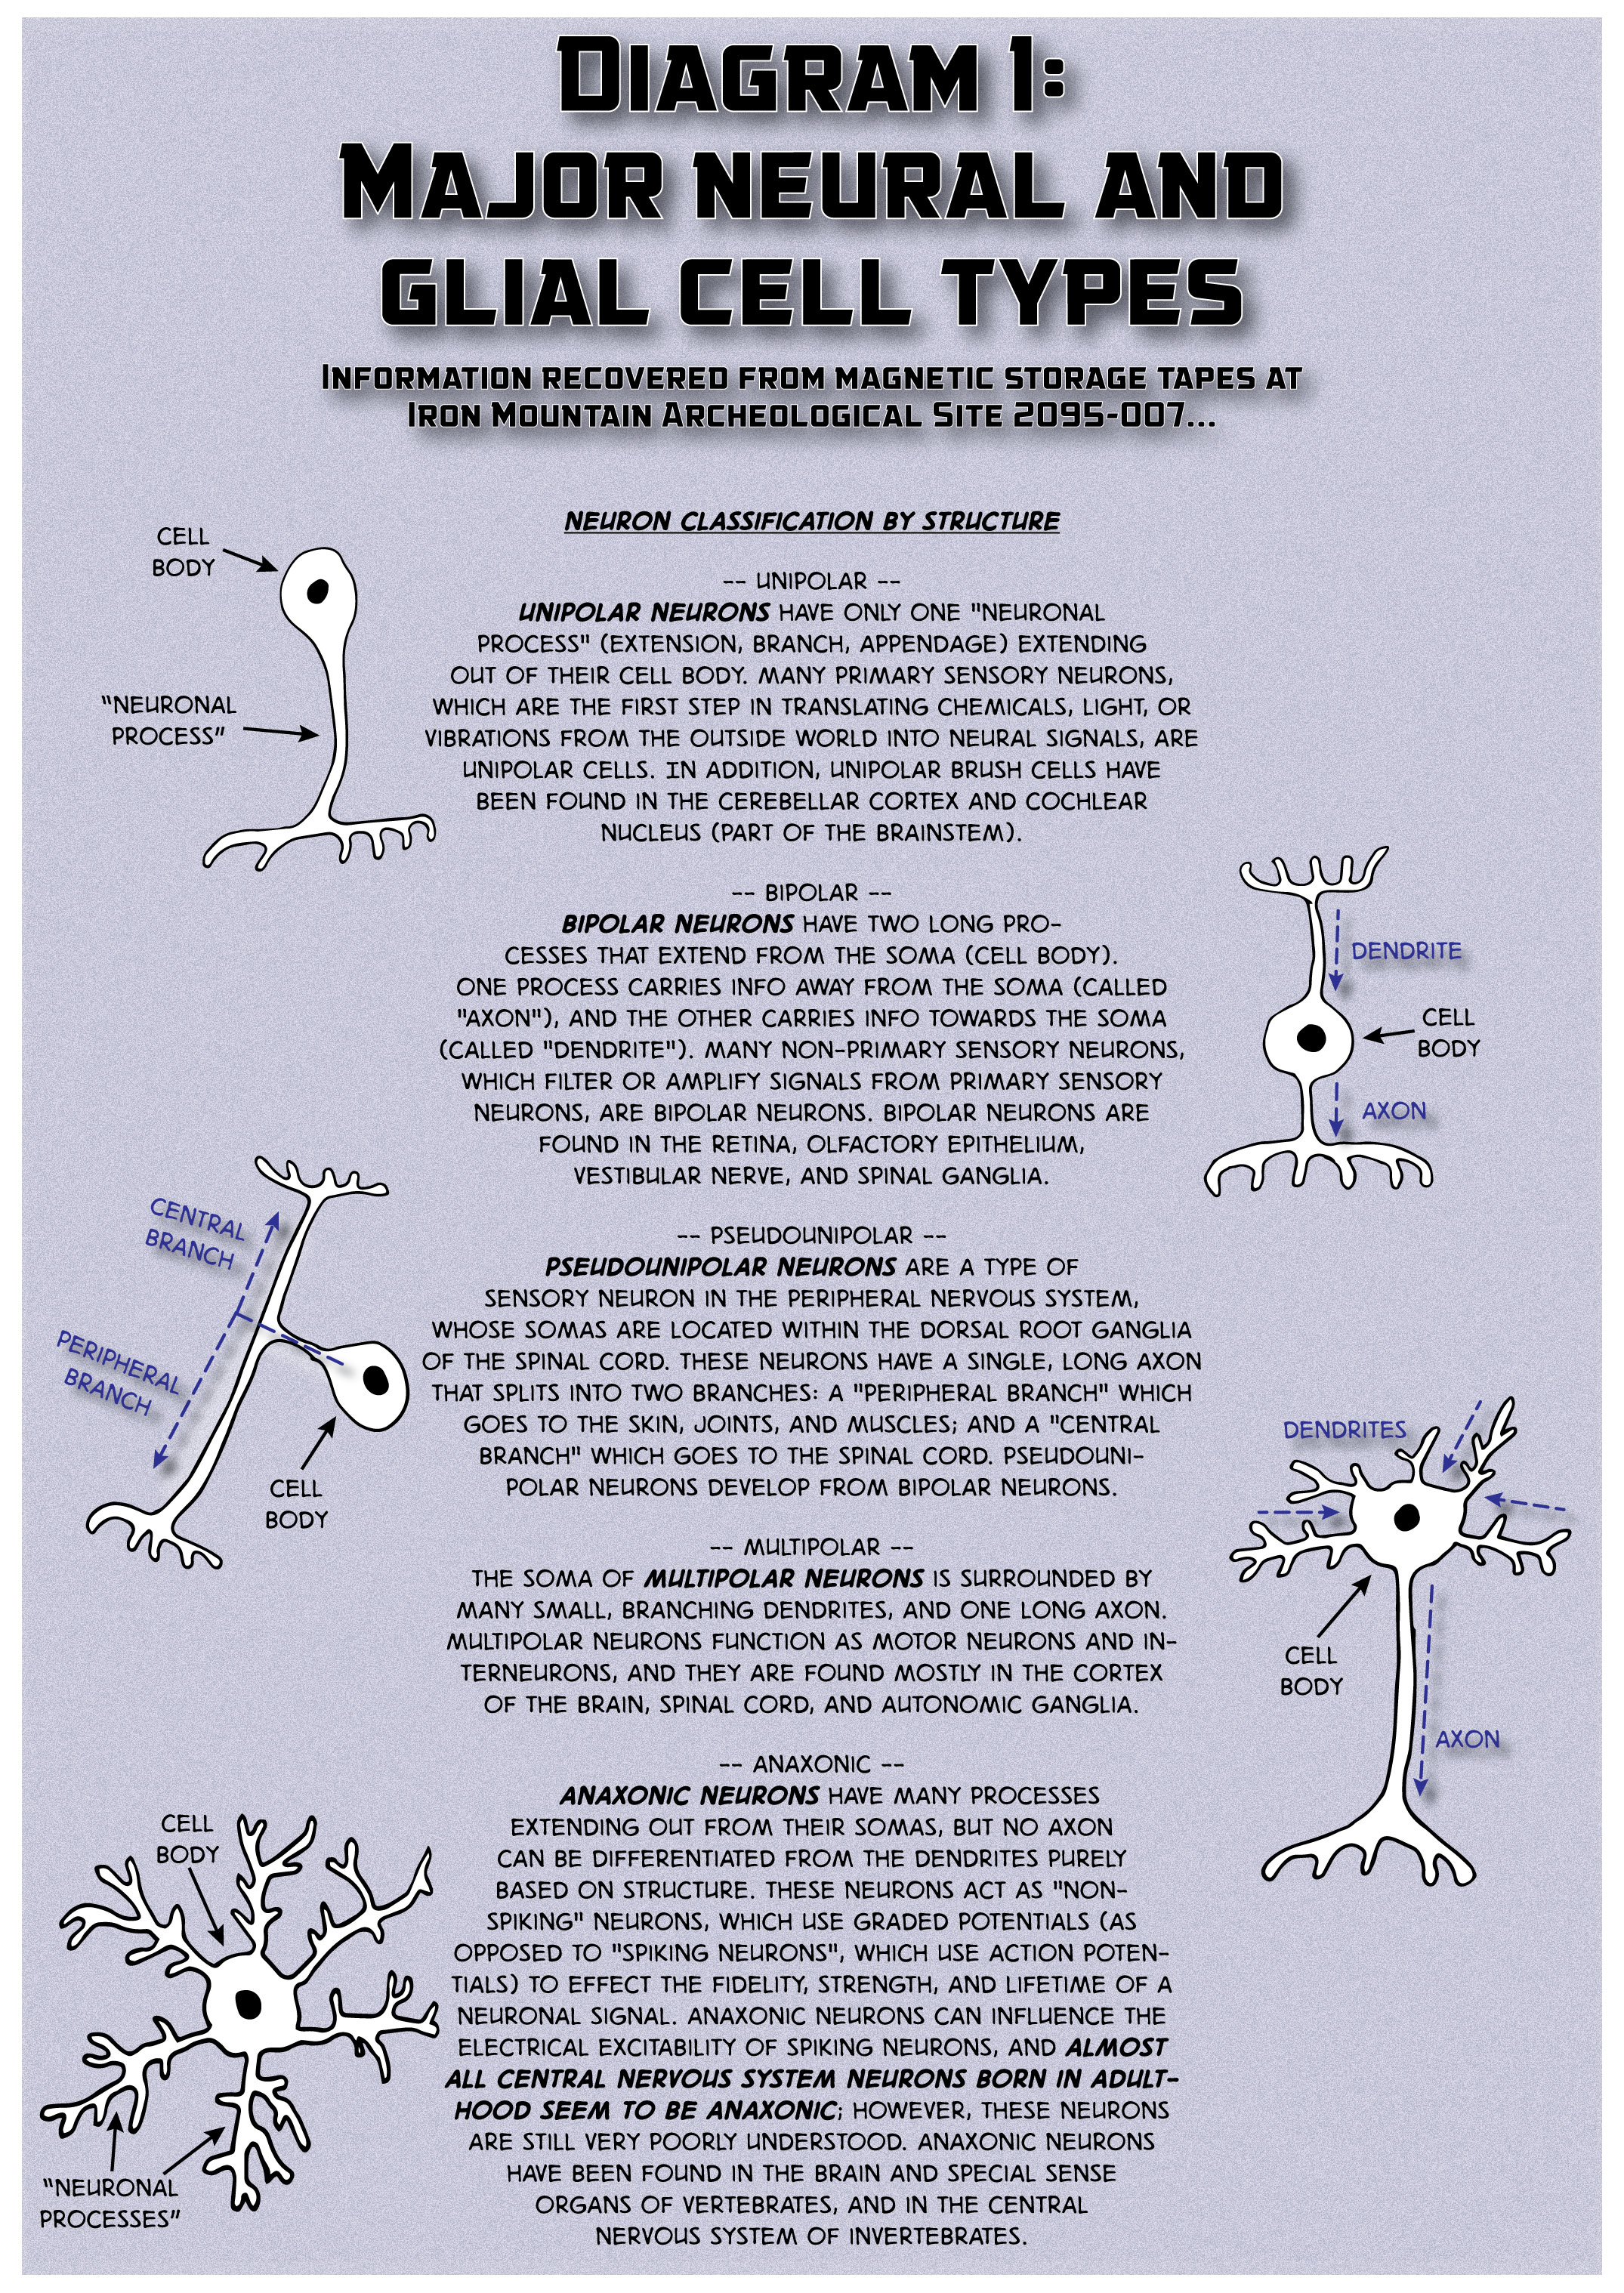 Diagram 1:
Major neural and
glial cell types
Information recovered from magnetic storage tapes at
Iron Mountain Archeological Site 2095-007...
NEURON CLASSIFICATION BY STRUCTURE
CELL
BODY
"NEURONAL
PROCESS"
-- UNIPOLAR --
UNIPOLAR NEURONS HAVE ONLY ONE "NEURONAL
PROCESS" (EXTENSION, BRANCH, APPENDAGE) EXTENDING
OUT OF THEIR CELL BODY. MANY PRIMARY SENSORY NEURONS,
WHICH ARE THE FIRST STEP IN TRANSLATING CHEMICALS, LIGHT, OR
VIBRATIONS FROM THE OUTSIDE WORLD INTO NEURAL SIGNALS, ARE
UNIPOLAR CELLS. IN ADDITION, UNIPOLAR BRUSH CELLS HAVE
BEEN FOUND IN THE CEREBELLAR CORTEX AND COCHLEAR
NUCLEUS (PART OF THE BRAINSTEM).
-- BIPOLAR --
BIPOLAR NEURONS HAVE TWO LONG PRO-
CESSES THAT EXTEND FROM THE SOMA (CELL BODY).
ONE PROCESS CARRIES INFO AWAY FROM THE SOMA (CALLED
"AXON"), AND THE OTHER CARRIES INFO TOWARDS THE SOMA
(CALLED "DENDRITE"). MANY NON-PRIMARY SENSORY NEURONS,
WHICH FILTER OR AMPLIFY SIGNALS FROM PRIMARY SENSORY
NEURONS, ARE BIPOLAR NEURONS. BIPOLAR NEURONS ARE
FOUND IN THE RETINA, OLFACTORY EPITHELIUM,
VESTIBULAR NERVE, AND SPINAL GANGLIA.
DENDRITE
CELL
BODY
AXON
CENTRAL
BRANCH
PERIPHERAL
BRANCH
CELL
BODY
-- PSEUDOUNIPOLAR --
PSEUDOUNIPOLAR NEURONS ARE A TYPE OF
SENSORY NEURON IN THE PERIPHERAL NERVOUS SYSTEM,
WHOSE SOMAS ARE LOCATED WITHIN THE DORSAL ROOT GANGLIA
OF THE SPINAL CORD. THESE NEURONS HAVE A SINGLE, LONG AXON
THAT SPLITS INTO TWO BRANCHES: A "PERIPHERAL BRANCH" WHICH
GOES TO THE SKIN, JOINTS, AND MUSCLES; AND A "CENTRAL
BRANCH" WHICH GOES TO THE SPINAL CORD. PSEUDOUNI-
POLAR NEURONS DEVELOP FROM BIPOLAR NEURONS.
-- MULTIPOLAR --
THE SOMA OF MULTIPOLAR NEURONS IS SURROUNDED BY
MANY SMALL, BRANCHING DENDRITES, AND ONE LONG AXON.
MULTIPOLAR NEURONS FUNCTION AS MOTOR NEURONS AND IN-
TERNEURONS, AND THEY ARE FOUND MOSTLY IN THE CORTEX
OF THE BRAIN, SPINAL CORD, AND AUTONOMIC GANGLIA.
DENDRITES
CELL
BODY
AXON
CELL
BODY
"NEURONAL
PROCESSES"
-- ANAXONIC --
ANAXONIC NEURONS HAVE MANY PROCESSES
EXTENDING OUT FROM THEIR SOMAS, BUT NO AXON
CAN BE DIFFERENTIATED FROM THE DENDRITES PURELY
BASED ON STRUCTURE. THESE NEURONS ACT AS "NON-
SPIKING" NEURONS, WHICH USE GRADED POTENTIALS (AS
OPPOSED TO "SPIKING NEURONS", WHICH USE ACTION POTEN-
TIALS) TO EFFECT THE FIDELITY, STRENGTH, AND LIFETIME OF A
NEURONAL SIGNAL. ANAXONIC NEURONS CAN INFLUENCE THE
ELECTRICAL EXCITABILITY OF SPIKING NEURONS, AND ALMOST
ALL CENTRAL NERVOUS SYSTEM NEURONS BORN IN ADULT-
HOOD SEEM TO BE ANAXONIC; HOWEVER, THESE NEURONS
ARE STILL VERY POORLY UNDERSTOOD. ANAXONIC NEURONS
HAVE BEEN FOUND IN THE BRAIN AND SPECIAL SENSE
ORGANS OF VERTEBRATES, AND IN THE CENTRAL
NERVOUS SYSTEM OF INVERTEBRATES.